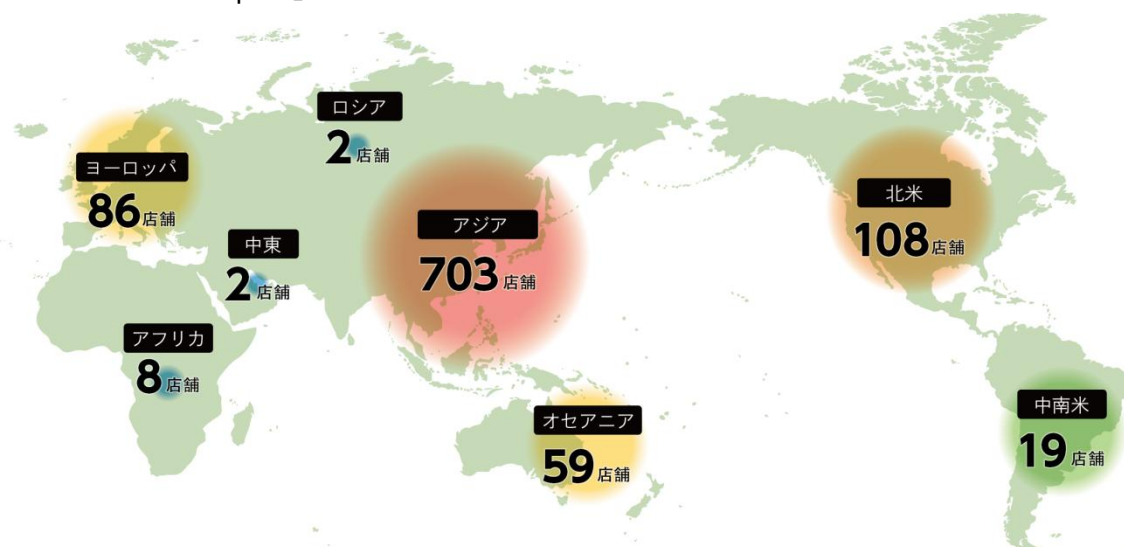 ロシア
2店舗
ヨーロッパ
86店舗
中東
2店舗
アジア
703店舗
北米
108店舗
アフリカ
8店舗
オセアニア
59店舗
中南米
19店舗